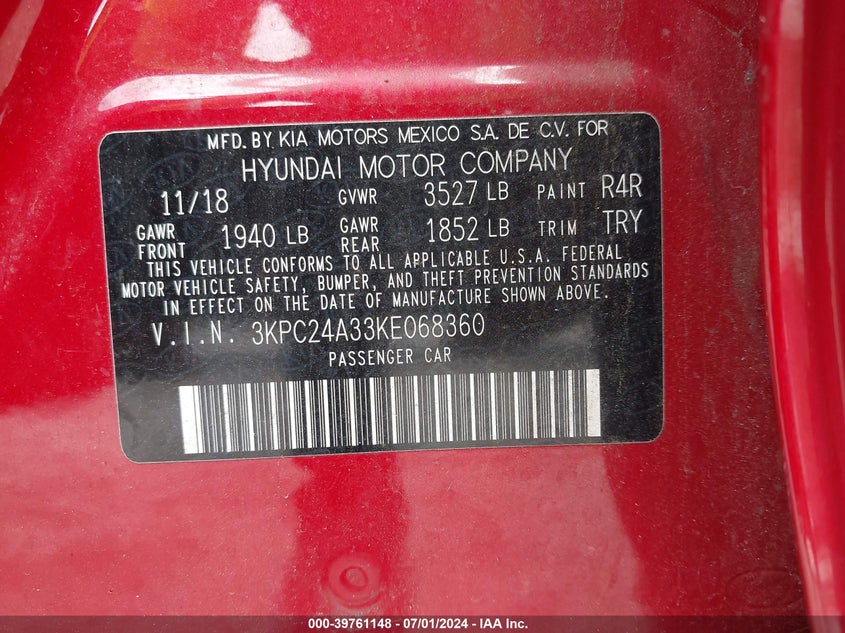 MFD. BY KIA MOTORS MEXICO S.A. DE C.V. FOR
HYUNDAI MOTOR COMPANY
11/18 GVWR 3527 LB PAINT R4R
GAWR FRONT 1940 LB GAWR REAR 1852 LB TRIM TRY
THIS VEHICLE CONFORMS TO ALL APPLICABLE U.S.A. FEDERAL
MOTOR VEHICLE SAFETY, BUMPER, AND THEFT PREVENTION STANDARDS
IN EFFECT ON THE DATE OF MANUFACTURE SHOWN ABOVE.
V.I.N. 3KPC24A33KE068360
PASSENGER CAR
000-39761148 - 07/01/2024 - IAA Inc.